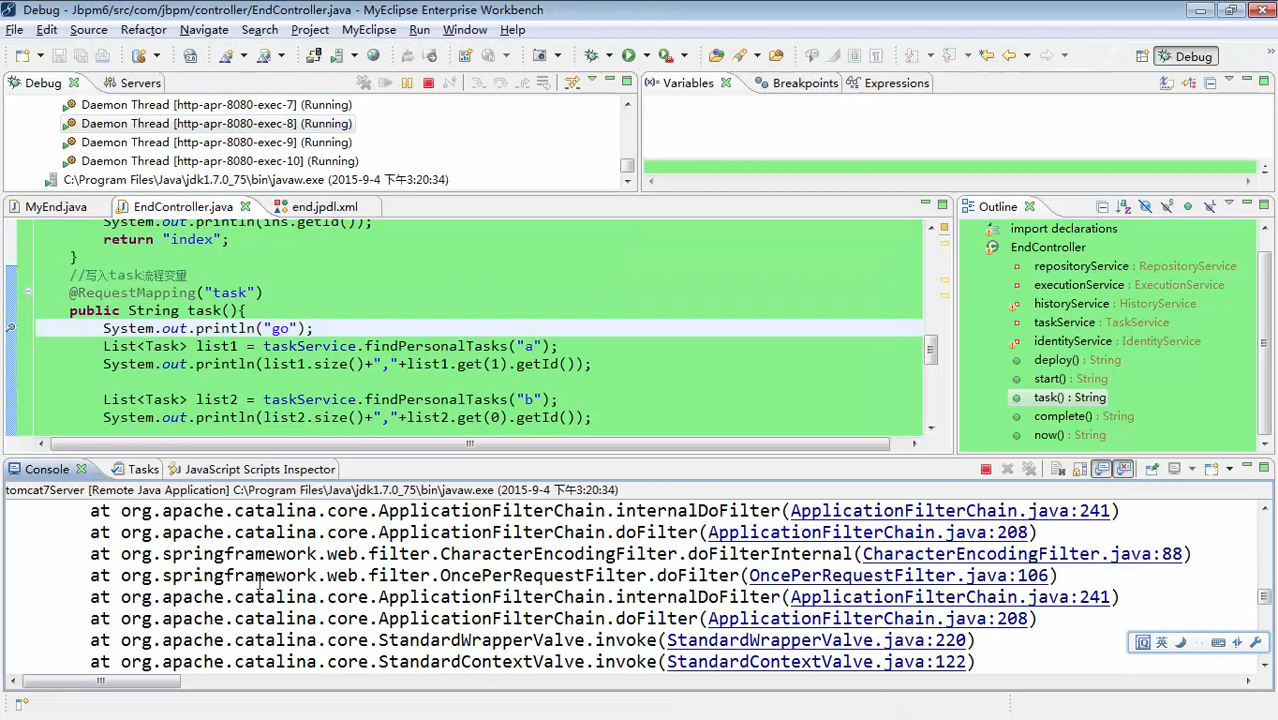 Debug - Jbpm6/src/com/jbpm/controller/EndController.java - MyEclipse Enterprise Workbench
File Edit Source Refactor Navigate Search Project MyEclipse Run Window Help
Debug
Debug Servers
Daemon Thread [http-apr-8080-exec-7] (Running)
Daemon Thread [http-apr-8080-exec-8] (Running)
Daemon Thread [http-apr-8080-exec-9] (Running)
Daemon Thread [http-apr-8080-exec-10] (Running)
C:\Program Files\Java\jdk1.7.0_75\bin\javaw.exe (2015-9-4 下午3:20:34)
Variables Breakpoints Expressions
MyEnd.java EndController.java end.jpdl.xml
System.out.println(ins.getId());
return "index";
}
//写入task流程变量
@RequestMapping("task")
public String task(){
System.out.println("go");
List<Task> list1 = taskService.findPersonalTasks("a");
System.out.println(list1.size()+","+list1.get(1).getId());
List<Task> list2 = taskService.findPersonalTasks("b");
System.out.println(list2.size()+","+list2.get(0).getId());
Outline
import declarations
EndController
repositoryService : RepositoryService
executionService : ExecutionService
historyService : HistoryService
taskService : TaskService
identityService : IdentityService
deploy() : String
start() : String
task() : String
complete() : String
now() : String
Console Tasks JavaScript Scripts Inspector
tomcat7Server [Remote Java Application] C:\Program Files\Java\jdk1.7.0_75\bin\javaw.exe (2015-9-4 下午3:20:34)
at org.apache.catalina.core.ApplicationFilterChain.internalDoFilter(ApplicationFilterChain.java:241)
at org.apache.catalina.core.ApplicationFilterChain.doFilter(ApplicationFilterChain.java:208)
at org.springframework.web.filter.CharacterEncodingFilter.doFilterInternal(CharacterEncodingFilter.java:88)
at org.springframework.web.filter.OncePerRequestFilter.doFilter(OncePerRequestFilter.java:106)
at org.apache.catalina.core.ApplicationFilterChain.internalDoFilter(ApplicationFilterChain.java:241)
at org.apache.catalina.core.ApplicationFilterChain.doFilter(ApplicationFilterChain.java:208)
at org.apache.catalina.core.StandardWrapperValve.invoke(StandardWrapperValve.java:220)
at org.apache.catalina.core.StandardContextValve.invoke(StandardContextValve.java:122)
英